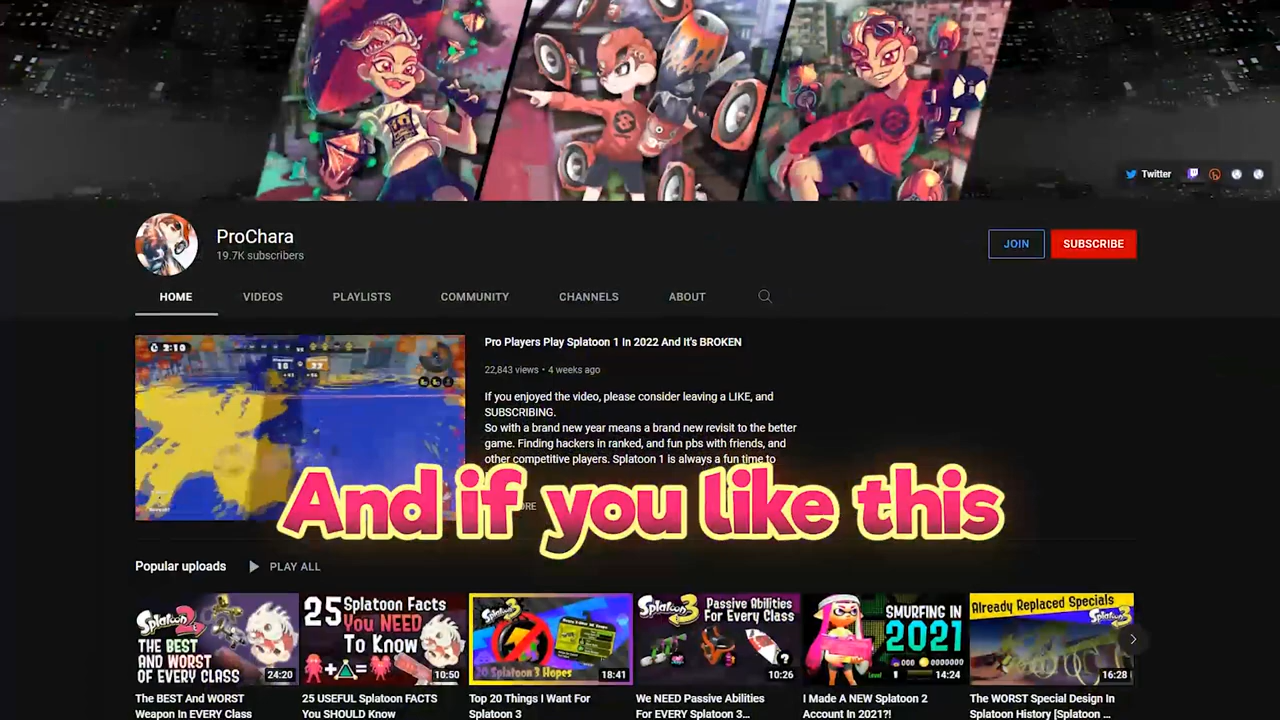 Twitter
ProChara
19.7K subscribers
JOIN
SUBSCRIBE
HOME
VIDEOS
PLAYLISTS
COMMUNITY
CHANNELS
ABOUT
2:10
Pro Players Play Splatoon 1 In 2022 And It's BROKEN
22,843 views • 4 weeks ago
If you enjoyed the video, please consider leaving a LIKE, and
SUBSCRIBING.
So with a brand new year means a brand new revisit to the better
game. Finding hackers in ranked, and fun pbs with friends, and
other competitive players. Splatoon 1 is always a fun time to
And if you like this
Popular uploads
PLAY ALL
Splatoon 2
THE BEST
AND WORST
OF EVERY CLASS
24:20
The BEST And WORST
Weapon In EVERY Class
25 Splatoon Facts
You NEED
To Know
10:50
25 USEFUL Splatoon FACTS
You SHOULD Know
Splatoon 3
20 Splatoon 3 Hopes
18:41
Top 20 Things I Want For
Splatoon 3
Splatoon 3
Passive Abilities
For Every Class
?
10:26
We NEED Passive Abilities
For EVERY Splatoon 3...
SMURFING IN
2021
000 0000000
Level 1
14:24
I Made A NEW Splatoon 2
Account In 2021?!
Already Replaced Specials
Splatoon 3
16:28
The WORST Special Design In
Splatoon History [Splatoon ...